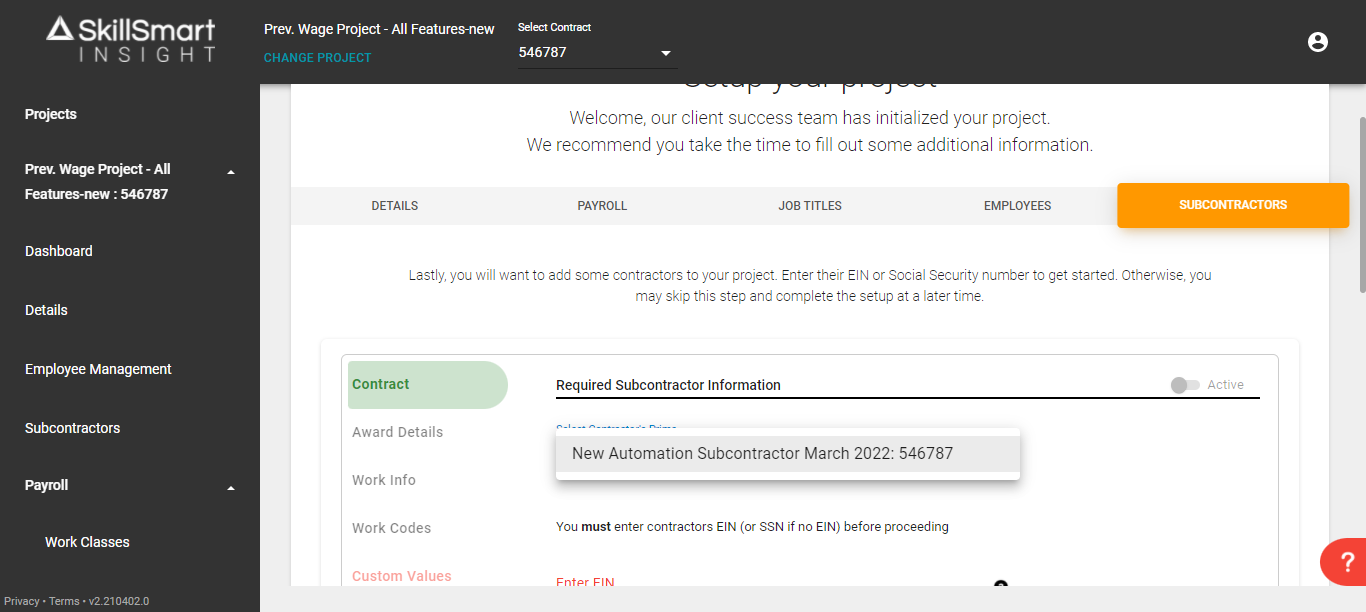 SkillSmart
INSIGHT
Prev. Wage Project - All Features-new
CHANGE PROJECT
Select Contract
546787
Projects
Prev. Wage Project - All
Features-new : 546787
Dashboard
Details
Employee Management
Subcontractors
Payroll
Work Classes
Privacy • Terms • v2.210402.0
Setup your project
Welcome, our client success team has initialized your project.
We recommend you take the time to fill out some additional information.
DETAILS
PAYROLL
JOB TITLES
EMPLOYEES
SUBCONTRACTORS
Lastly, you will want to add some contractors to your project. Enter their EIN or Social Security number to get started. Otherwise, you
may skip this step and complete the setup at a later time.
Contract
Award Details
Work Info
Work Codes
Custom Values
Required Subcontractor Information
Active
Select Contractor's Prime
New Automation Subcontractor March 2022: 546787
You must enter contractors EIN (or SSN if no EIN) before proceeding
Enter EIN
?
?